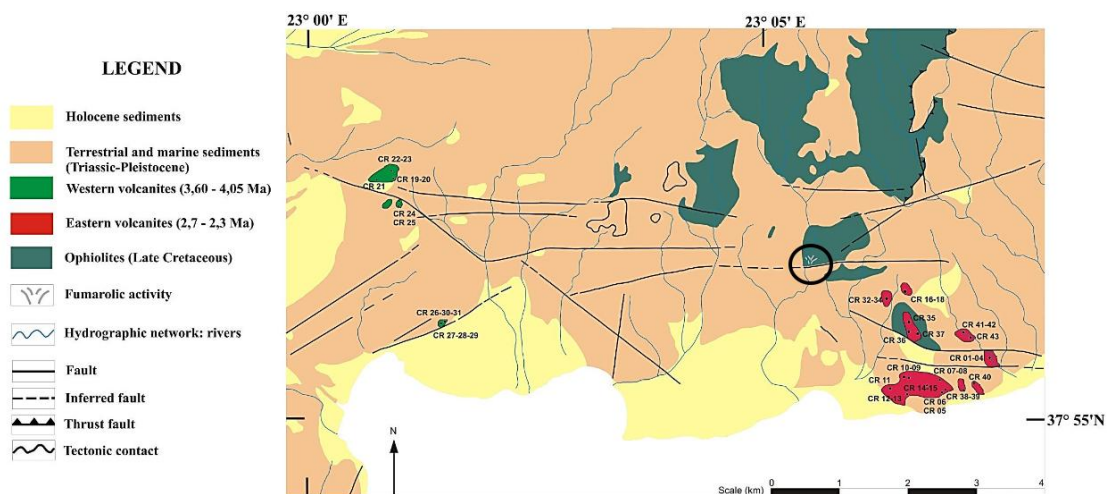 23° 00' E
23° 05' E
LEGEND
Holocene sediments
Terrestrial and marine sediments
(Triassic-Pleistocene)
Western volcanites (3,60 - 4,05 Ma)
Eastern volcanites (2,7 - 2,3 Ma)
Ophiolites (Late Cretaceous)
Fumarolic activity
Hydrographic network: rivers
Fault
Inferred fault
Thrust fault
Tectonic contact
CR 22-23
CR 21
CR 19-20
CR 24
CR 25
CR 26-30-31
CR 27-28-29
CR 32-34
CR 16-18
CR 35
CR 36
CR 37
CR 41-42
CR 43
CR 01-04
CR 10-09
CR 07-08
CR 11
CR 14-15
CR 40
CR 12-13
CR 06
CR 38-39
CR 05
37° 55'N
N
Scale (km)
0 1 2 3 4